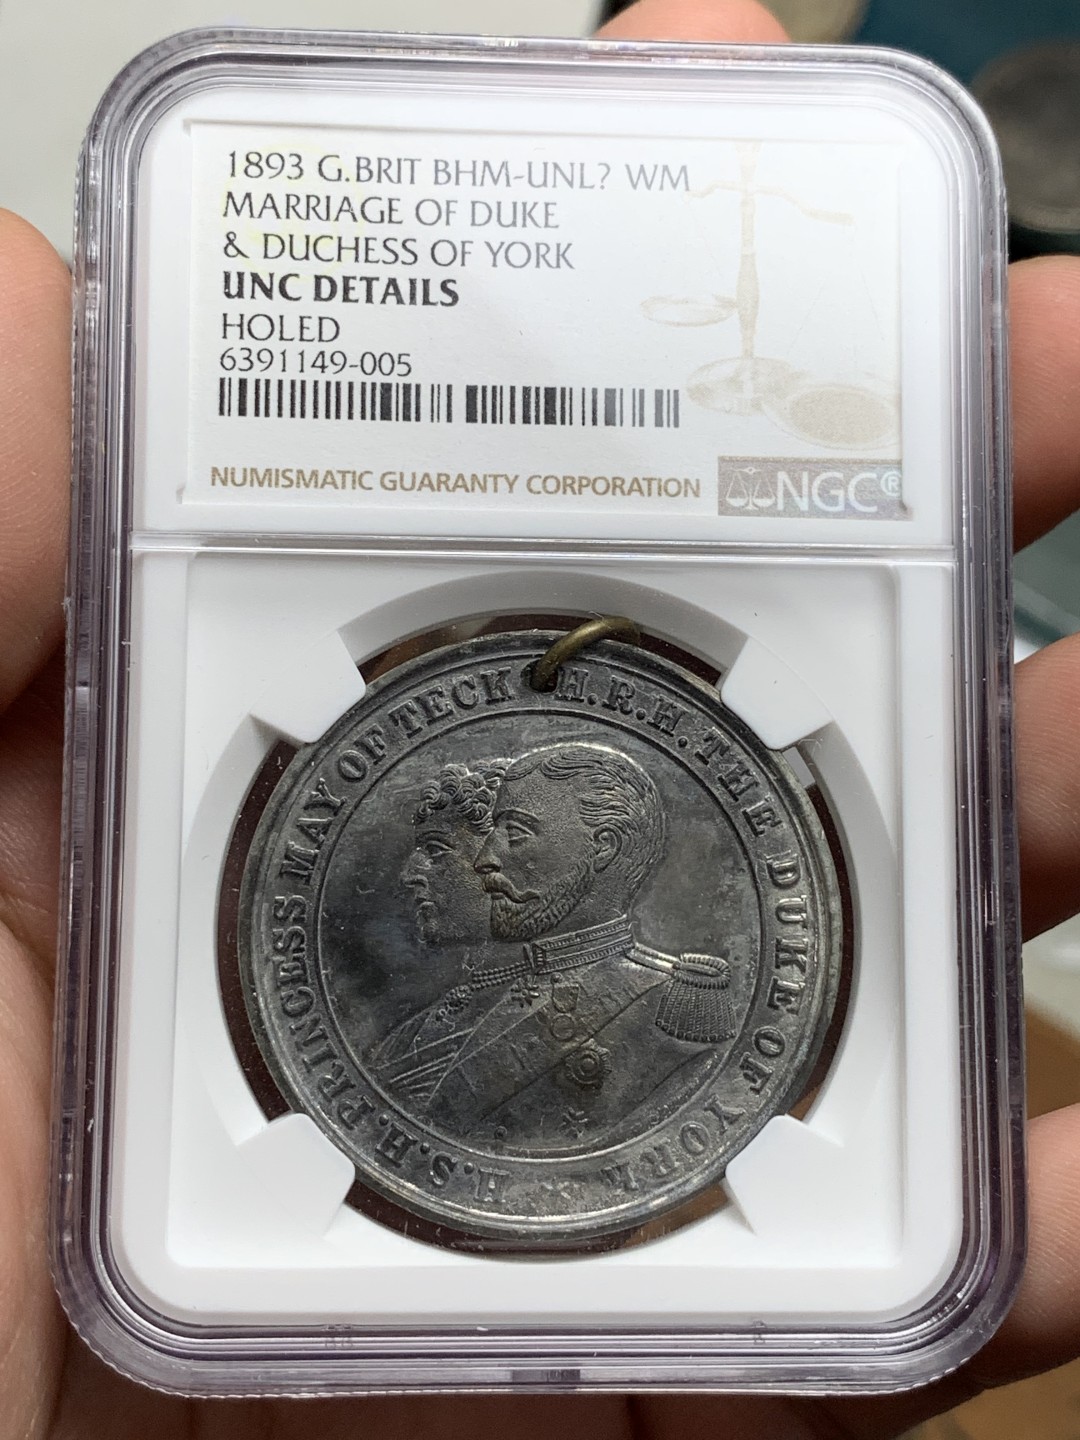 1893 G.BRIT BHM-UNL? WM
MARRIAGE OF DUKE
& DUCHESS OF YORK
UNC DETAILS
HOLED
6391149-005
NUMISMATIC GUARANTY CORPORATION
NGC®
H.R.H. THE DUKE OF YORK
H.S.H. PRINCESS MAY OF TECK